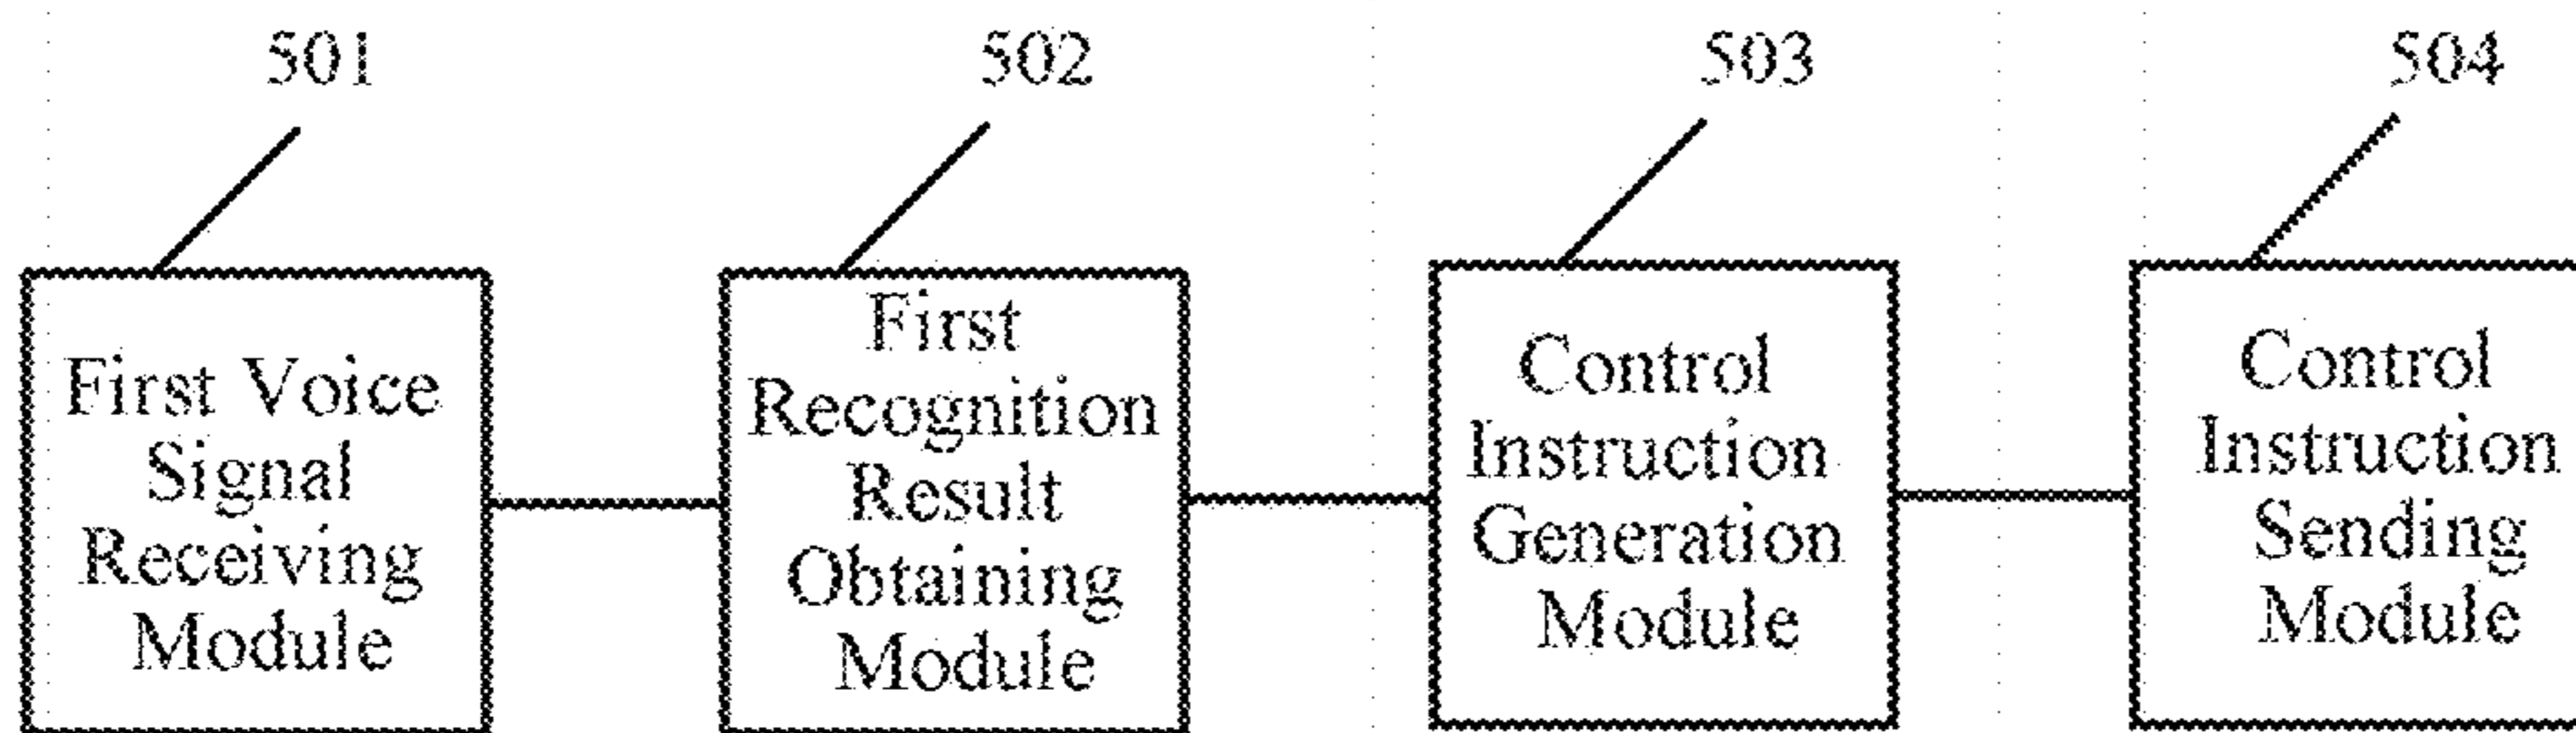 501
502
503
504
First Voice
Signal
Receiving
Module
First
Recognition
Result
Obtaining
Module
Control
Instruction
Generation
Module
Control
Instruction
Sending
Module